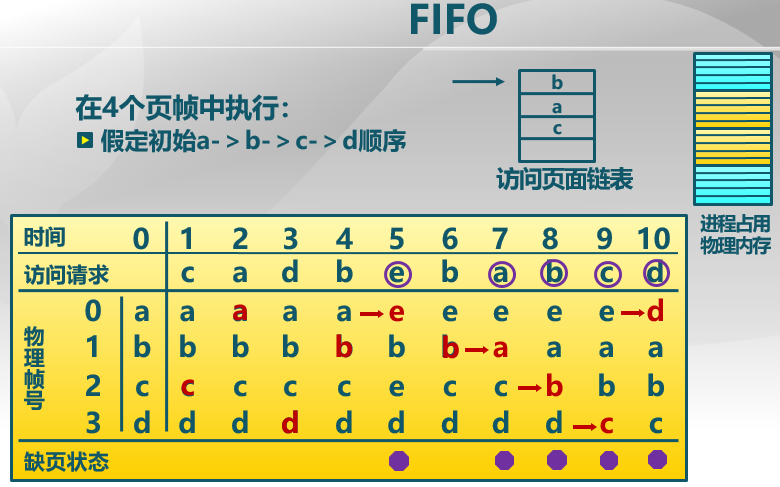 FIFO
在4个页帧中执行：
假定初始a->b->c->d顺序
b
a
c
访问页面链表
进程占用
物理内存
时间 0 1 2 3 4 5 6 7 8 9 10
访问请求 c a d b e b a b c d
物理帧号
0 a a a a a e e e e e d
1 b b b b b b b a a a a
2 c c c c c e c c b b b
3 d d d d d d d d d c c
缺页状态